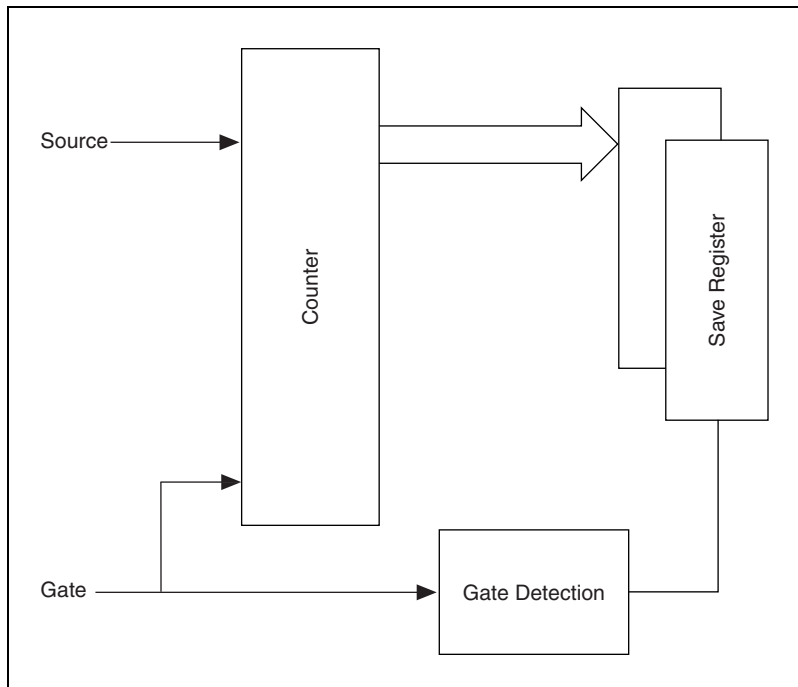 Source
Counter
Save Register
Gate
Gate Detection